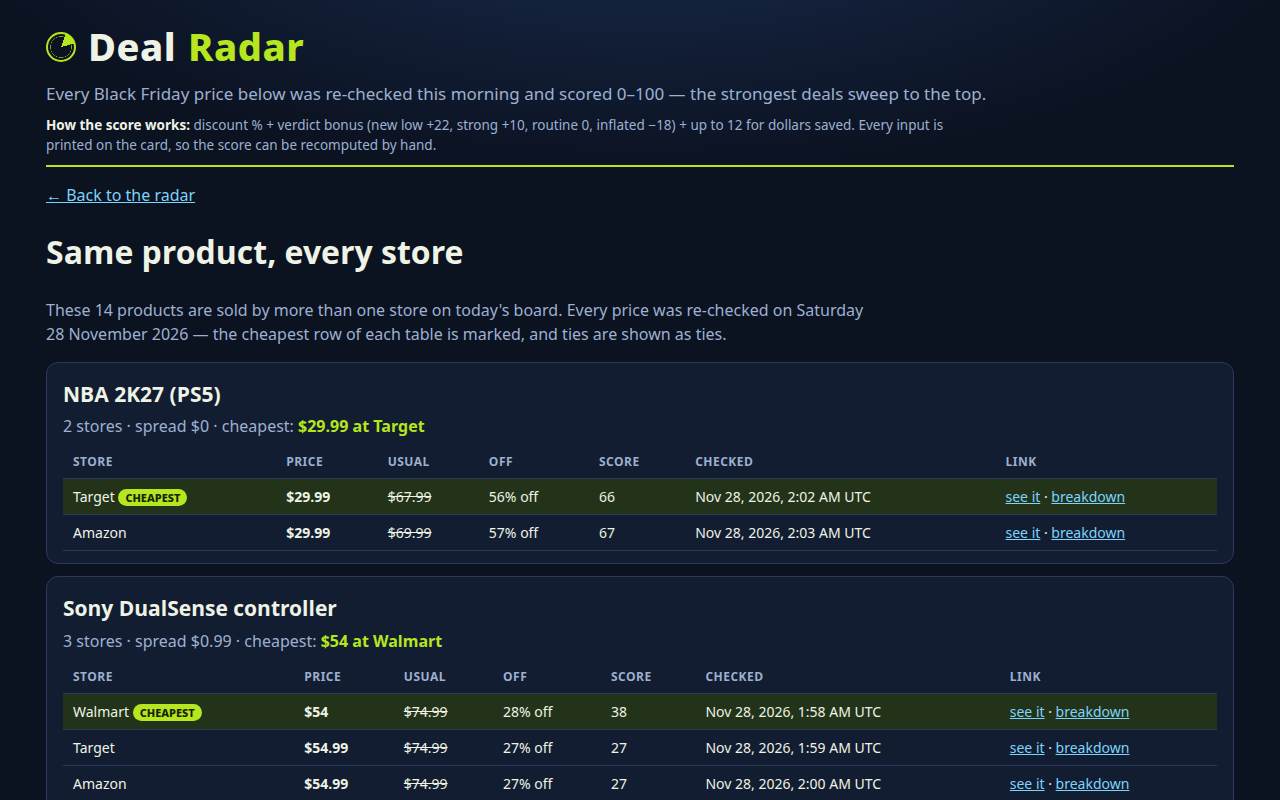 Deal Radar
Every Black Friday price below was re-checked this morning and scored 0–100 — the strongest deals sweep to the top.
How the score works: discount % + verdict bonus (new low +22, strong +10, routine 0, inflated −18) + up to 12 for dollars saved. Every input is
printed on the card, so the score can be recomputed by hand.
← Back to the radar
Same product, every store
These 14 products are sold by more than one store on today's board. Every price was re-checked on Saturday
28 November 2026 — the cheapest row of each table is marked, and ties are shown as ties.
NBA 2K27 (PS5)
2 stores · spread $0 · cheapest: $29.99 at Target
STORE PRICE USUAL OFF SCORE CHECKED LINK
Target CHEAPEST $29.99 $67.99 56% off 66 Nov 28, 2026, 2:02 AM UTC see it · breakdown
Amazon $29.99 $69.99 57% off 67 Nov 28, 2026, 2:03 AM UTC see it · breakdown
Sony DualSense controller
3 stores · spread $0.99 · cheapest: $54 at Walmart
STORE PRICE USUAL OFF SCORE CHECKED LINK
Walmart CHEAPEST $54 $74.99 28% off 38 Nov 28, 2026, 1:58 AM UTC see it · breakdown
Target $54.99 $74.99 27% off 27 Nov 28, 2026, 1:59 AM UTC see it · breakdown
Amazon $54.99 $74.99 27% off 27 Nov 28, 2026, 2:00 AM UTC see it · breakdown